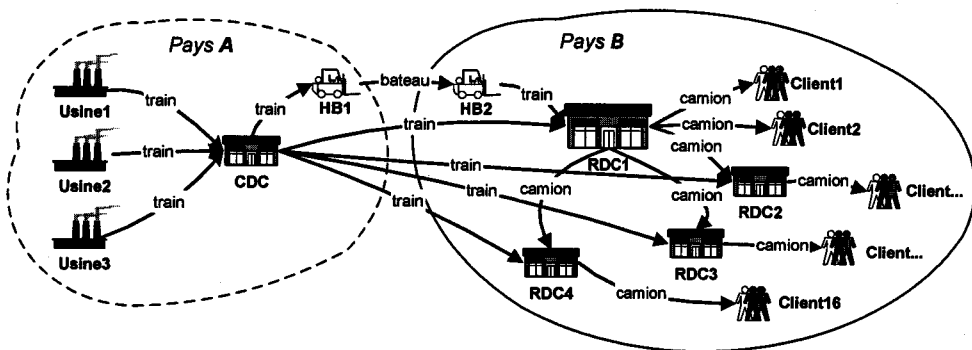 Pays A
Pays B
Usine1
Usine2
Usine3
train
train
train
CDC
train
HB1
bateau
HB2
train
train
train
train
train
RDC1
camion
camion
camion
camion
camion
RDC2
RDC3
RDC4
camion
camion
camion
Client1
Client2
Client...
Client...
Client16